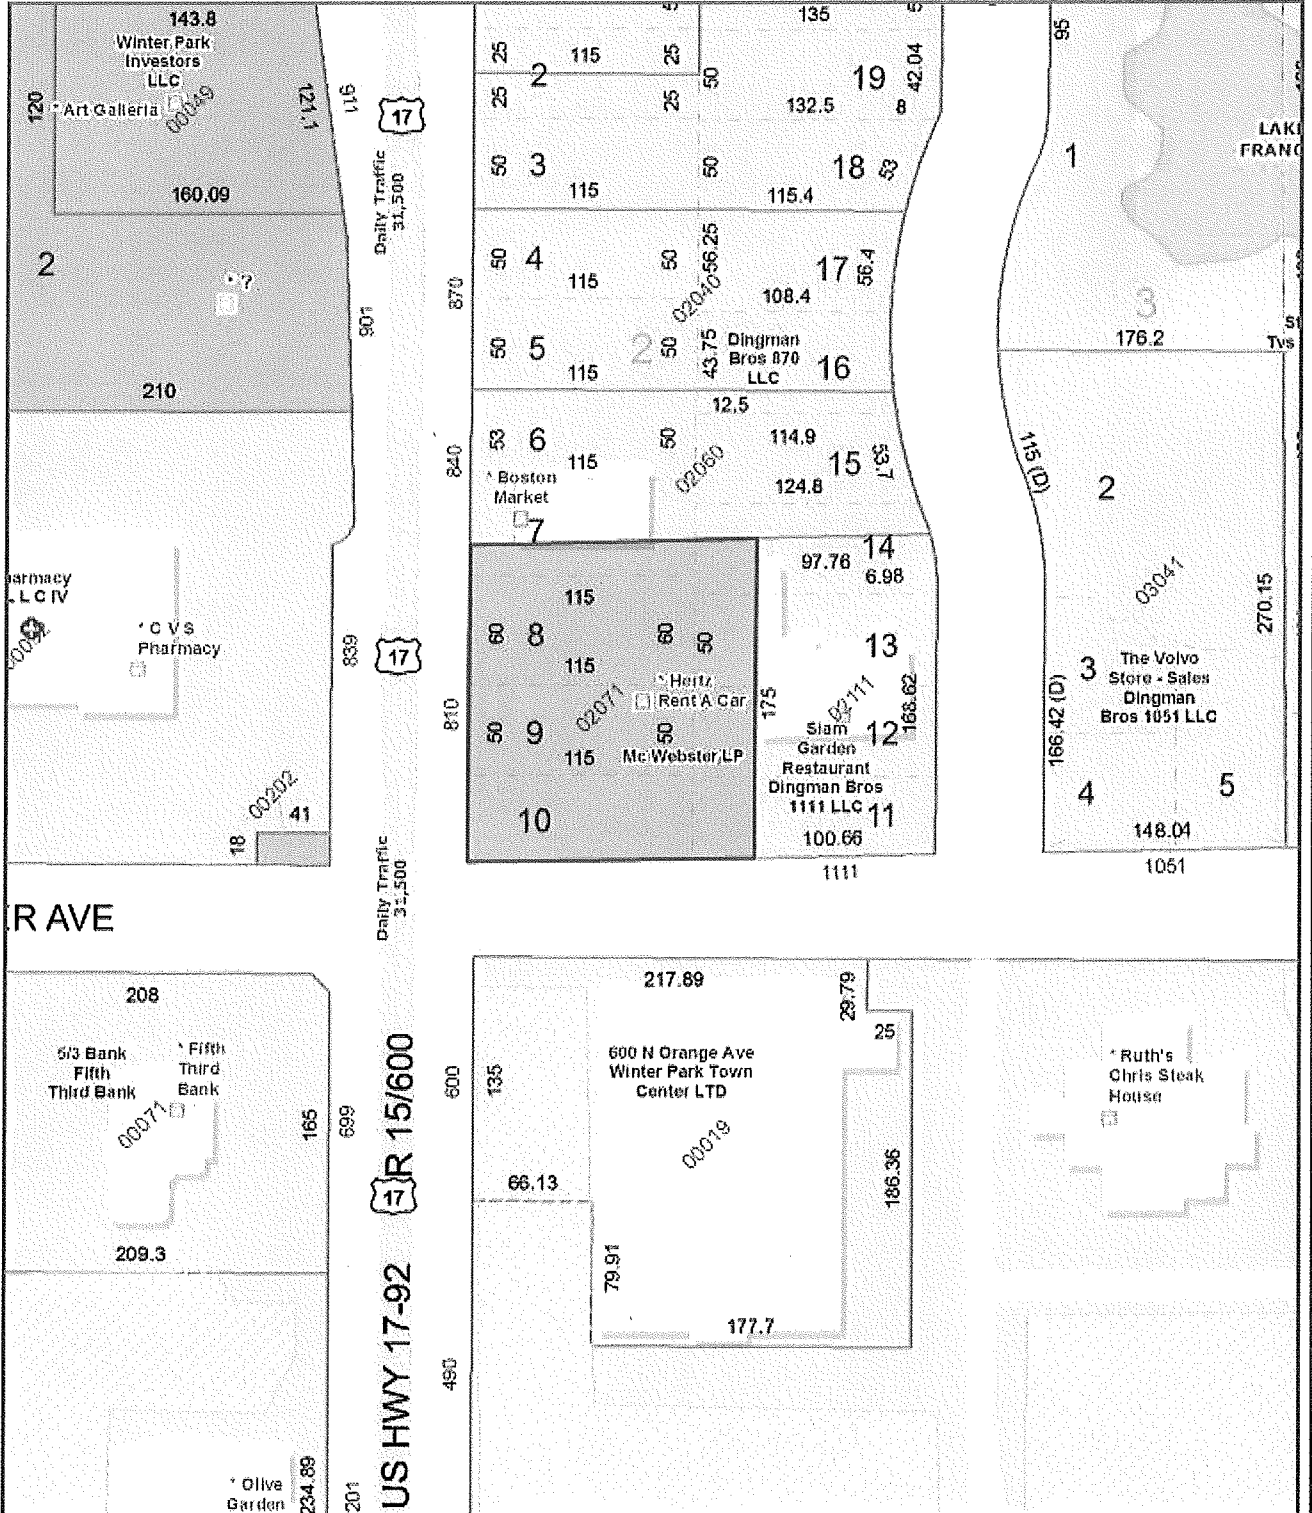 143.8
Winter Park
Investors
LLC
* Art Galleria
00049
120
121.1
911
160.09
17
Daily Traffic
31,500
2
* ?
901
210
135
25
115
25
2
50
25
25
132.5
19
42.04
8
50
3
115
50
18
53
115.4
50
4
115
50
56.25
17
56.4
02040
108.4
870
50
5
115
2
50
43.75
Dingman
Bros 870
LLC
16
12.5
53
6
115
50
114.9
15
53.7
02060
124.8
840
* Boston
Market
7
95
1
3
176.2
Tvs
115 (D)
2
03041
270.15
3
The Volvo
Store - Sales
Dingman
Bros 1051 LLC
166.42 (D)
4
5
148.04
1051
armacy
LLC IV
* C V S
Pharmacy
839
17
00202
41
18
115
60
8
60
50
115
* Hertz
Rent A Car
02071
50
9
50
115
Mc Webster LP
810
10
97.76
14
6.98
13
175
02111
168.62
12
Siam
Garden
Restaurant
Dingman Bros
1111 LLC
11
100.66
1111
Daily Traffic
31,500
R AVE
208
5/3 Bank
Fifth
Third Bank
* Fifth
Third
Bank
00071
165
699
209.3
R 15/600
17
US HWY 17-92
600
135
217.89
29.79
25
600 N Orange Ave
Winter Park Town
Center LTD
00019
186.36
66.13
79.91
177.7
490
* Ruth's
Chris Steak
House
* Olive
Garden
234.89
201